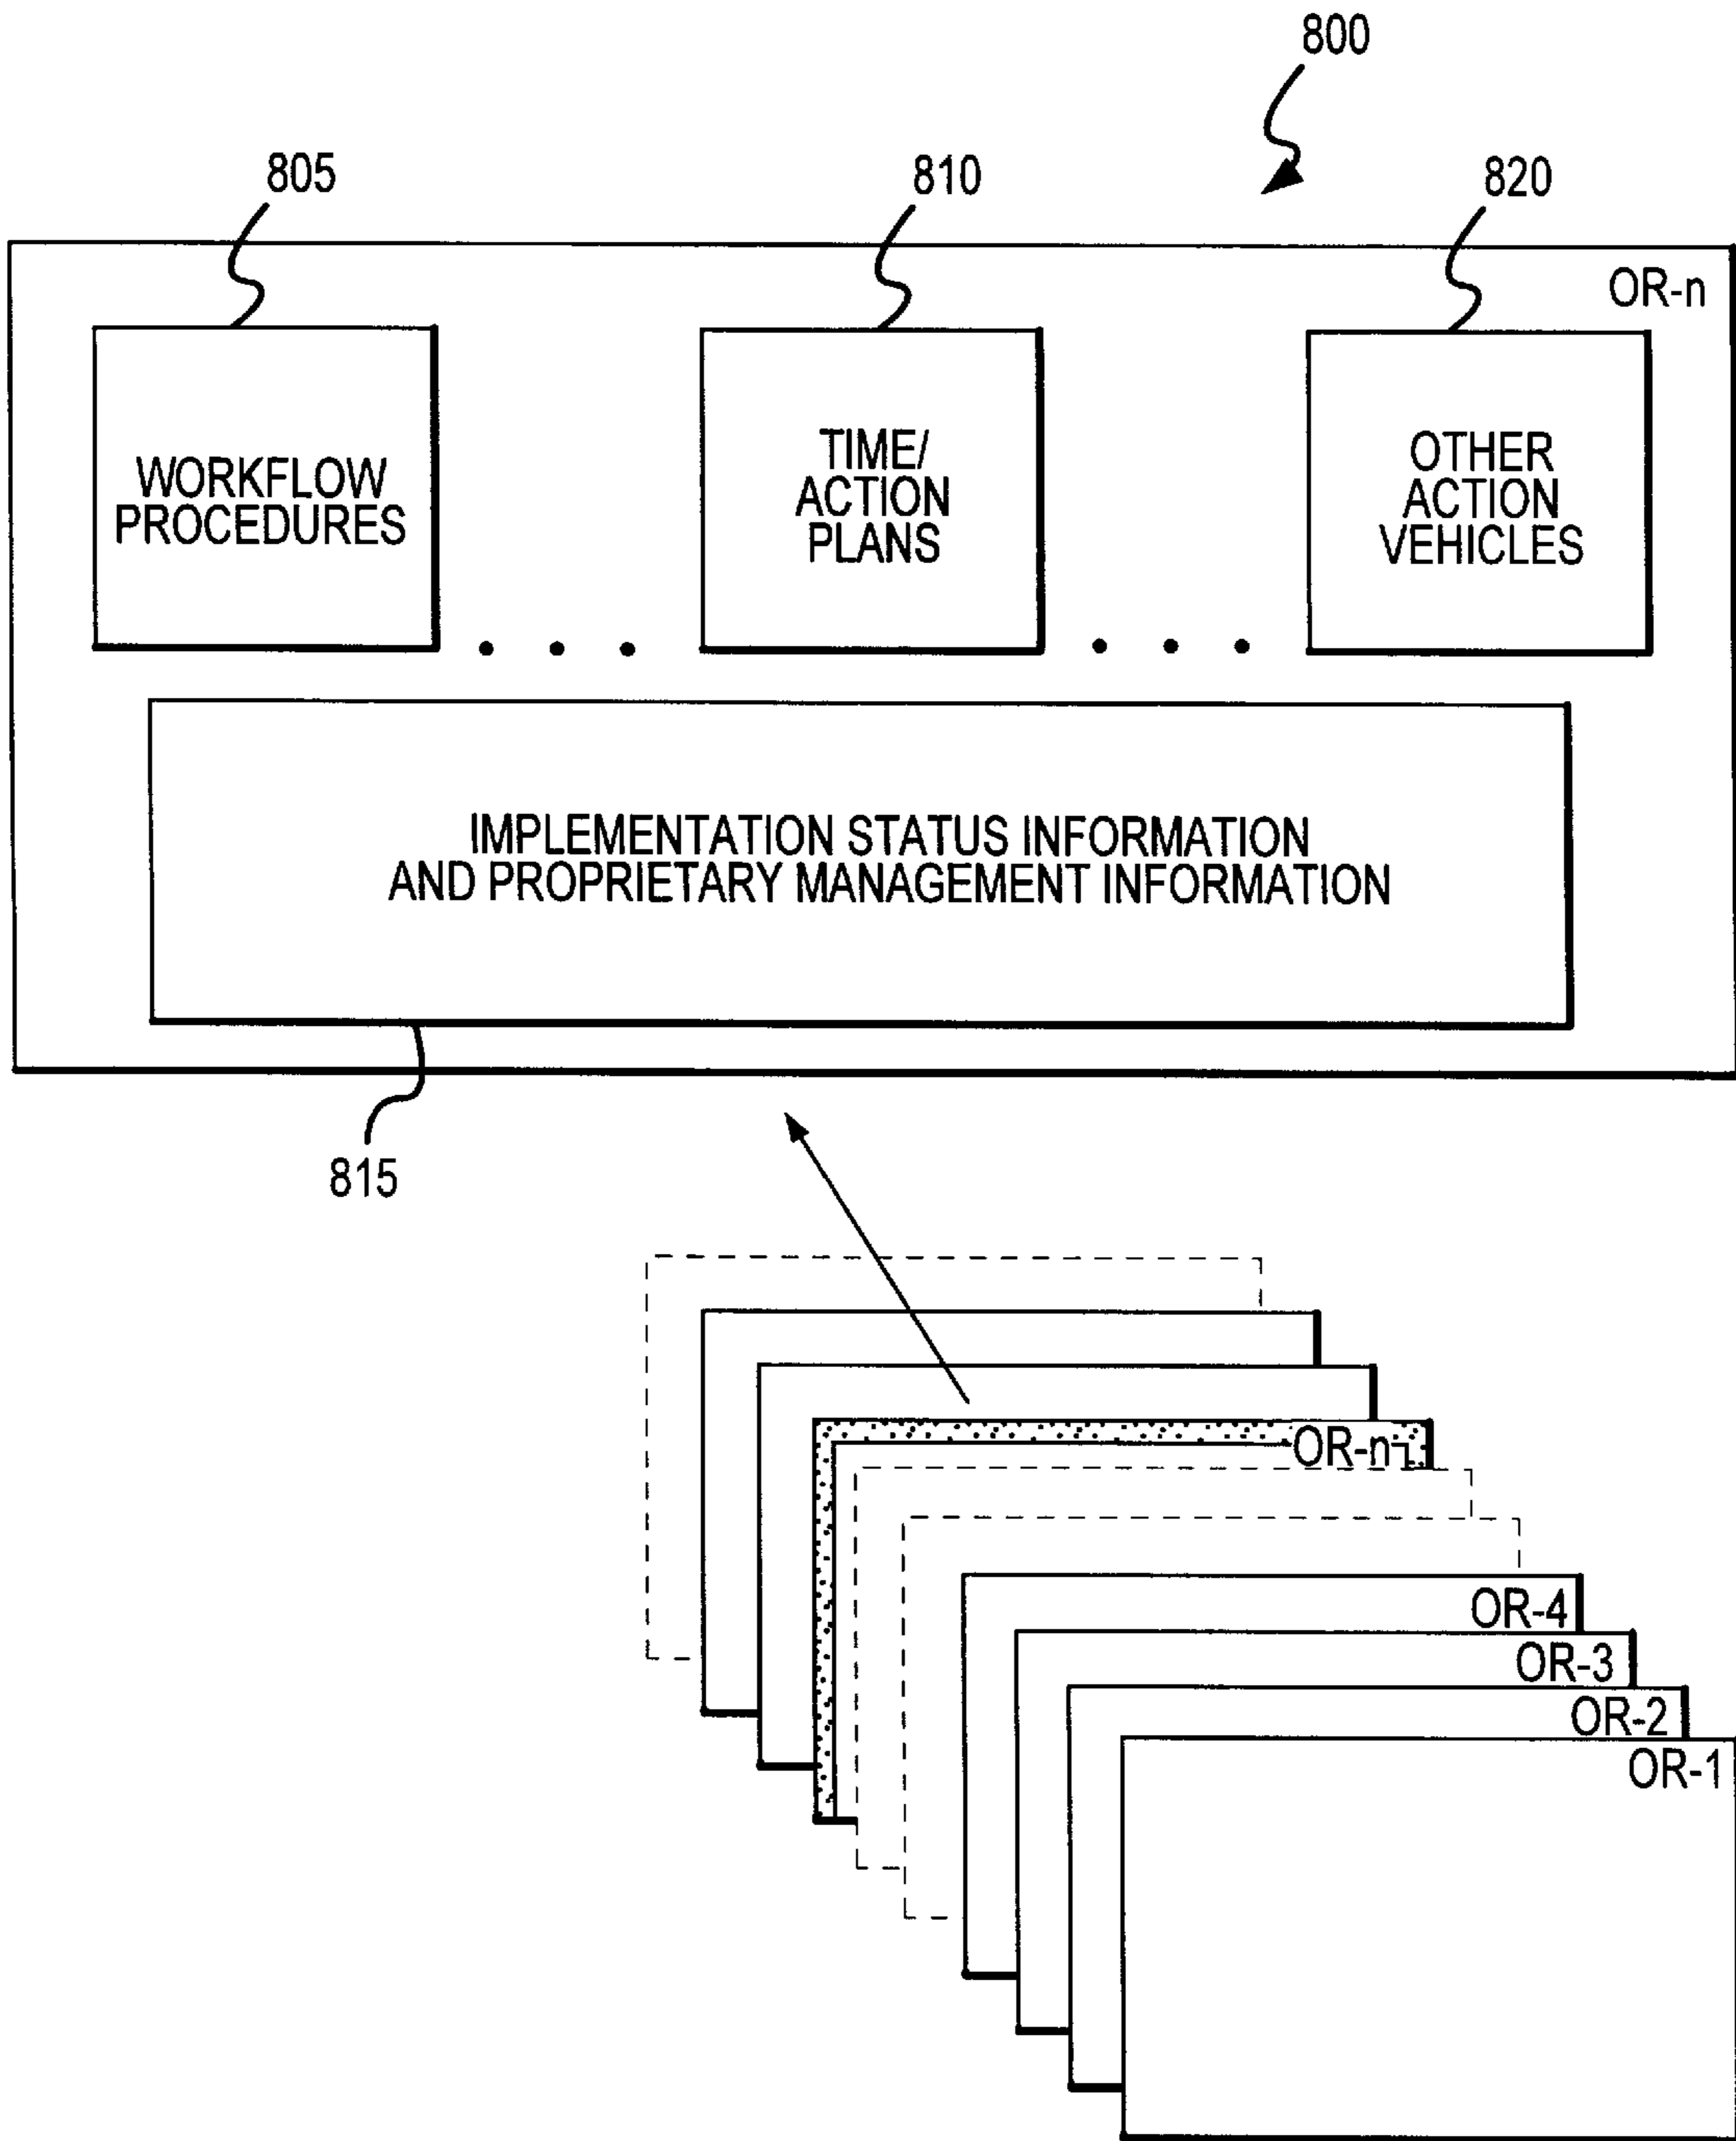 800
805
810
820
OR-n
WORKFLOW
PROCEDURES
TIME/
ACTION
PLANS
OTHER
ACTION
VEHICLES
IMPLEMENTATION STATUS INFORMATION
AND PROPRIETARY MANAGEMENT INFORMATION
815
OR-n
OR-4
OR-3
OR-2
OR-1